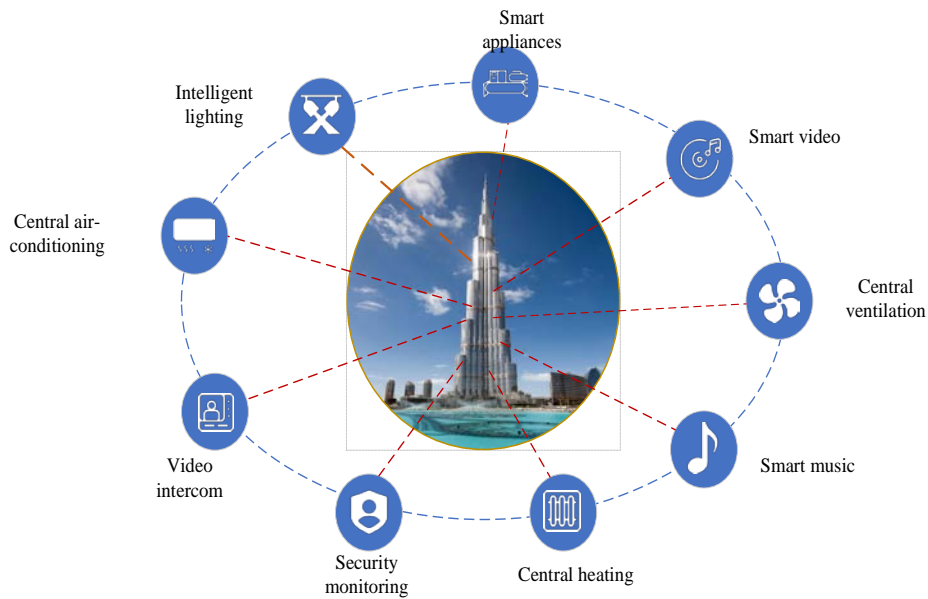 Smart
appliances
Intelligent
lighting
Smart video
Central air-
conditioning
Central
ventilation
Video
intercom
Smart music
Security
monitoring
Central heating